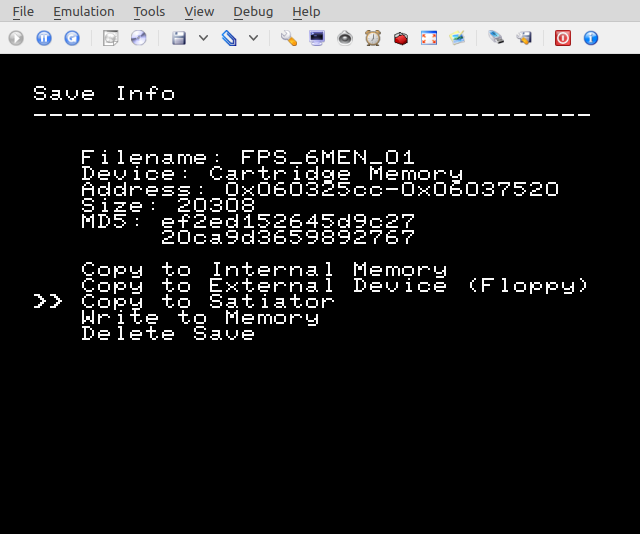 File Emulation Tools View Debug Help
Save Info
-----------------------------------
Filename: FPS_6MEN_01
Device: Cartridge Memory
Address: 0x060325cc-0x06037520
Size: 20308
MD5: ef2ed152645d9c27
20ca9d3659892767
Copy to Internal Memory
Copy to External Device (Floppy)
>> Copy to Satiator
Write to Memory
Delete Save